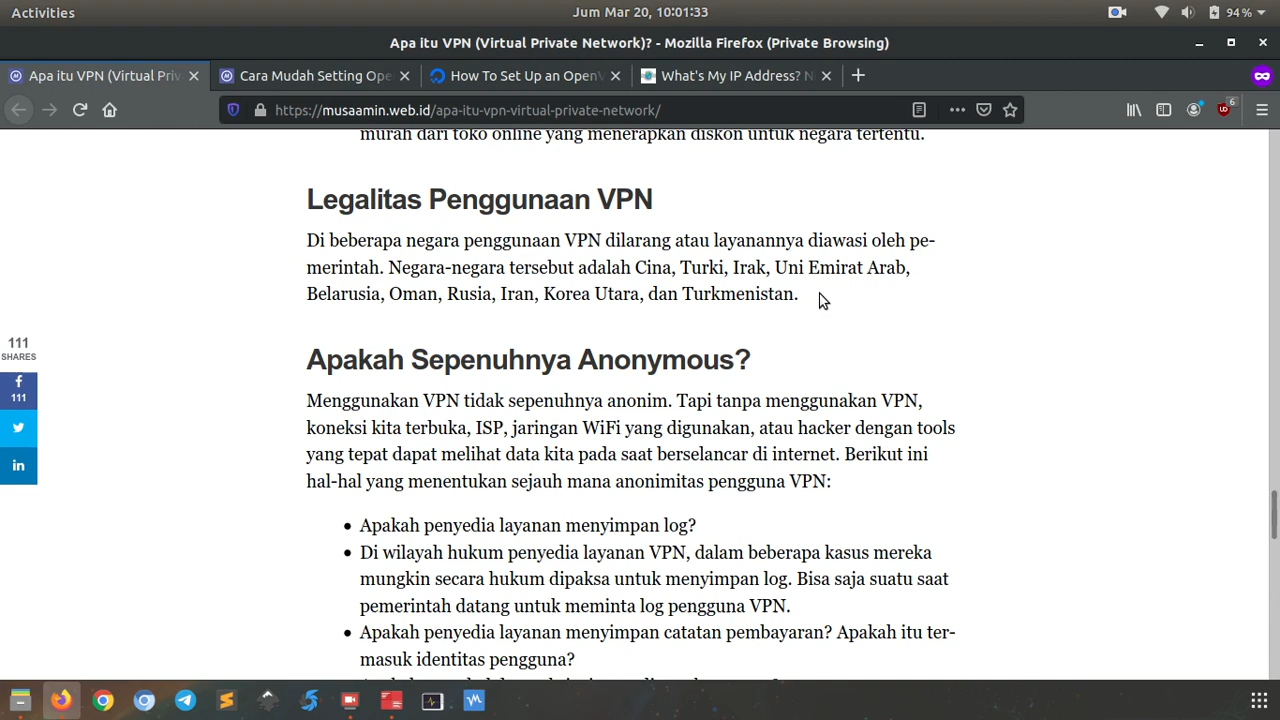 Activities
Jum Mar 20, 10:01:33
94 %
Apa itu VPN (Virtual Private Network)? - Mozilla Firefox (Private Browsing)
Apa itu VPN (Virtual Priv
Cara Mudah Setting Ope
How To Set Up an OpenV
What's My IP Address? N
https://musaamin.web.id/apa-itu-vpn-virtual-private-network/
6
murah dari toko online yang menerapkan diskon untuk negara tertentu.
Legalitas Penggunaan VPN
Di beberapa negara penggunaan VPN dilarang atau layanannya diawasi oleh pe-
merintah. Negara-negara tersebut adalah Cina, Turki, Irak, Uni Emirat Arab,
Belarusia, Oman, Rusia, Iran, Korea Utara, dan Turkmenistan.
111
SHARES
111
Apakah Sepenuhnya Anonymous?
Menggunakan VPN tidak sepenuhnya anonim. Tapi tanpa menggunakan VPN,
koneksi kita terbuka, ISP, jaringan WiFi yang digunakan, atau hacker dengan tools
yang tepat dapat melihat data kita pada saat berselancar di internet. Berikut ini
hal-hal yang menentukan sejauh mana anonimitas pengguna VPN:
• Apakah penyedia layanan menyimpan log?
• Di wilayah hukum penyedia layanan VPN, dalam beberapa kasus mereka
mungkin secara hukum dipaksa untuk menyimpan log. Bisa saja suatu saat
pemerintah datang untuk meminta log pengguna VPN.
• Apakah penyedia layanan menyimpan catatan pembayaran? Apakah itu ter-
masuk identitas pengguna?